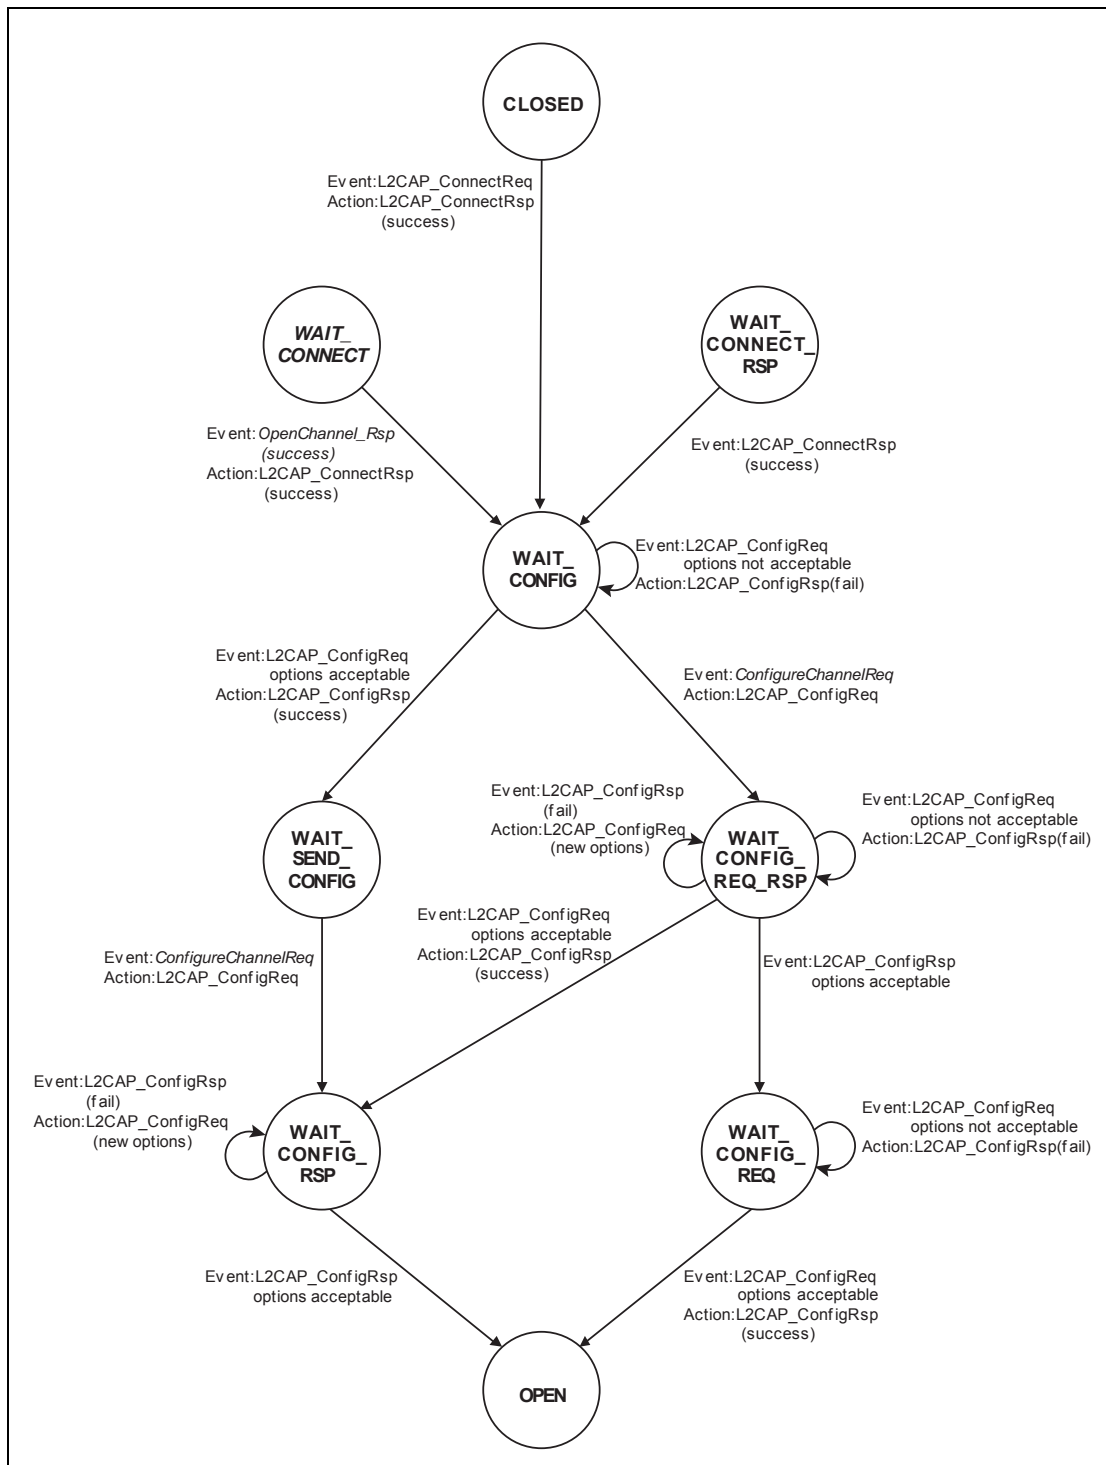 CLOSED
Event:L2CAP_ConnectReq
Action:L2CAP_ConnectRsp
(success)
WAIT_
CONNECT
WAIT_
CONNECT_
RSP
Event:OpenChannel_Rsp
(success)
Action:L2CAP_ConnectRsp
(success)
Event:L2CAP_ConnectRsp
(success)
WAIT_
CONFIG
Event:L2CAP_ConfigReq
options not acceptable
Action:L2CAP_ConfigRsp(fail)
Event:L2CAP_ConfigReq
options acceptable
Action:L2CAP_ConfigRsp
(success)
Event:ConfigureChannelReq
Action:L2CAP_ConfigReq
Event:L2CAP_ConfigRsp
(fail)
Action:L2CAP_ConfigReq
(new options)
Event:L2CAP_ConfigReq
options not acceptable
Action:L2CAP_ConfigRsp(fail)
WAIT_
SEND_
CONFIG
WAIT_
CONFIG_
REQ_RSP
Event:L2CAP_ConfigReq
options acceptable
Action:L2CAP_ConfigRsp
(success)
Event:ConfigureChannelReq
Action:L2CAP_ConfigReq
Event:L2CAP_ConfigRsp
options acceptable
Event:L2CAP_ConfigRsp
(fail)
Action:L2CAP_ConfigReq
(new options)
Event:L2CAP_ConfigReq
options not acceptable
Action:L2CAP_ConfigRsp(fail)
WAIT_
CONFIG_
RSP
WAIT_
CONFIG_
REQ
Event:L2CAP_ConfigRsp
options acceptable
Event:L2CAP_ConfigReq
options acceptable
Action:L2CAP_ConfigRsp
(success)
OPEN